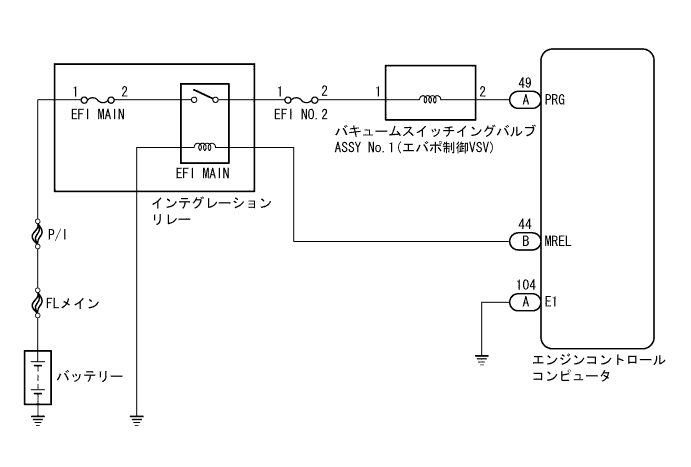 1 2
EFI MAIN
EFI MAIN
インテグレーション
リレー
1 2
EFI NO.2
1 2
バキュームスイッチイングバルブ
ASSY No.1(エバポ制御VSV)
49
A PRG
44
B MREL
104
A E1
エンジンコントロール
コンピュータ
P/I
FLメイン
バッテリー